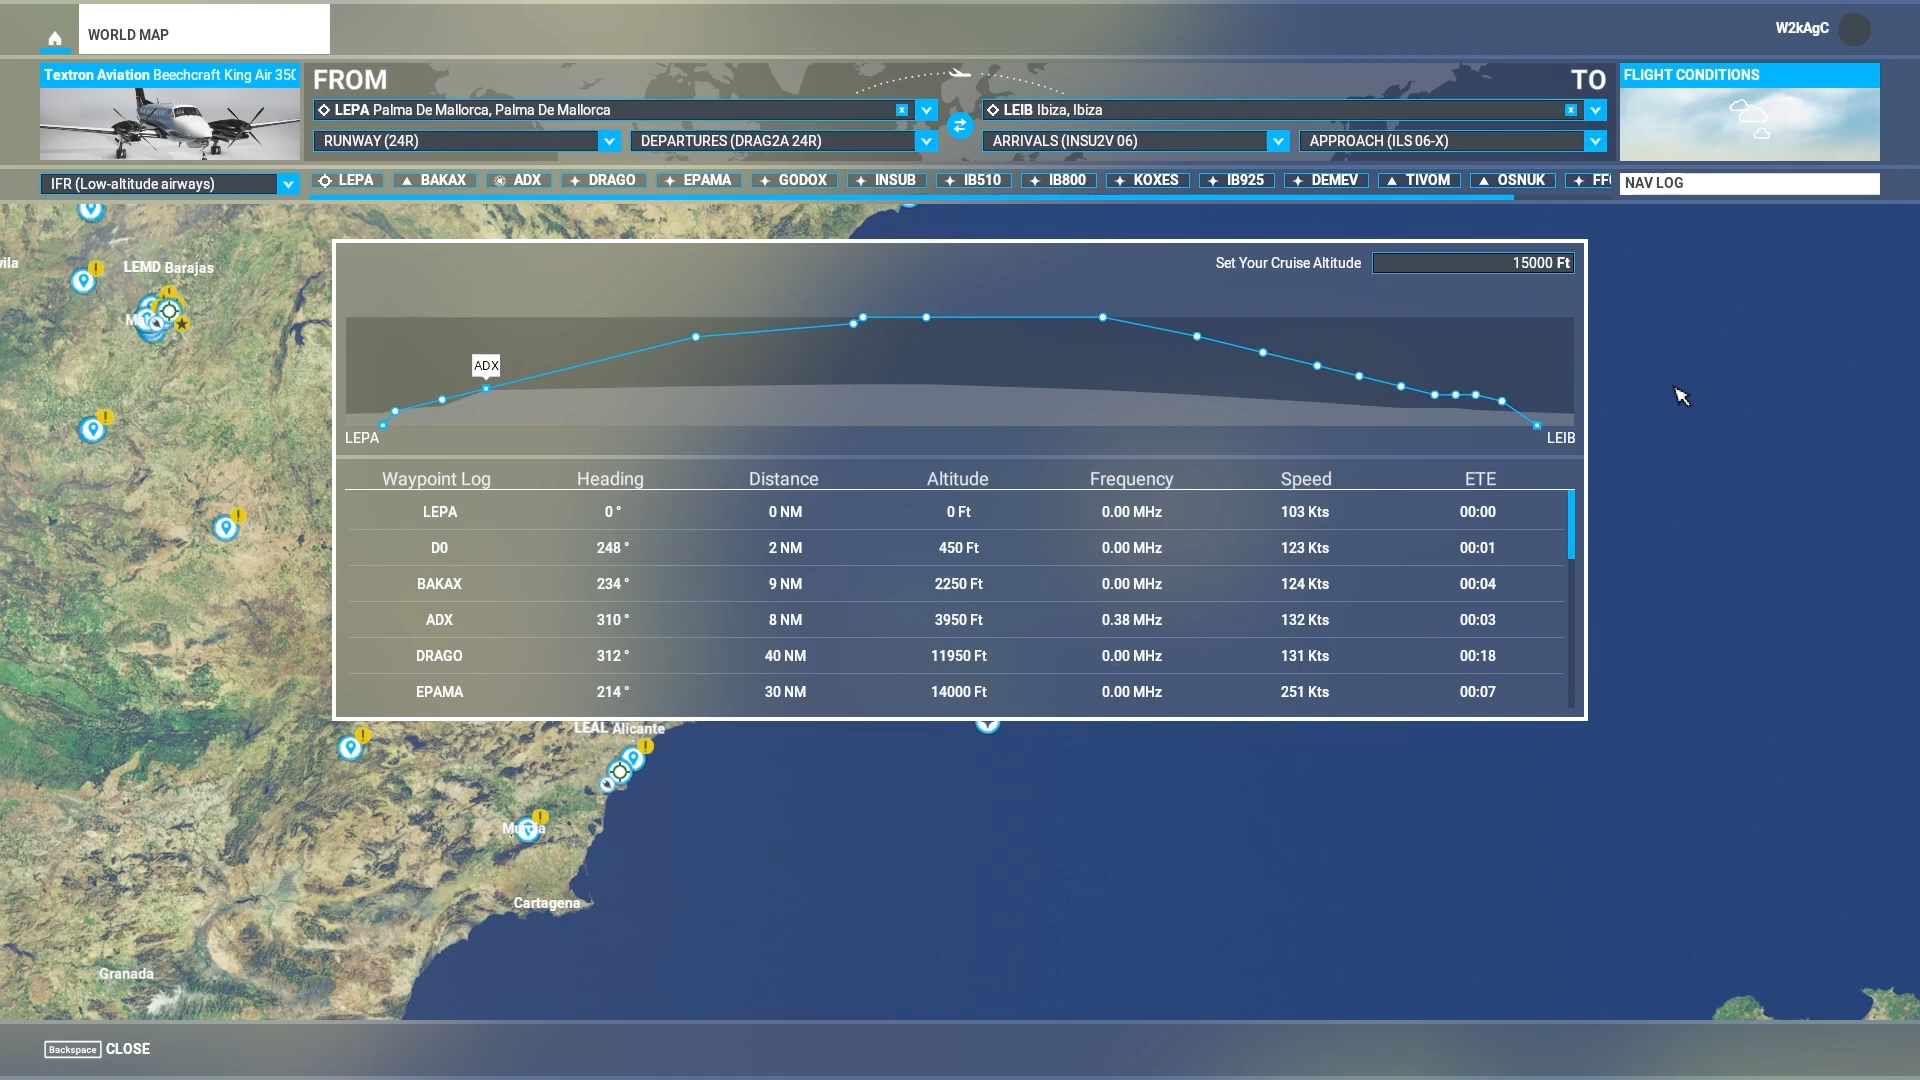 WORLD MAP
W2kAgC
Textron Aviation Beechcraft King Air 350
FROM
TO
FLIGHT CONDITIONS
LEPA Palma De Mallorca, Palma De Mallorca
x
LEIB Ibiza, Ibiza
x
RUNWAY (24R)
DEPARTURES (DRAG2A 24R)
ARRIVALS (INSU2V 06)
APPROACH (ILS 06-X)
IFR (Low-altitude airways)
LEPA BAKAX ADX DRAGO EPAMA GODOX INSUB IB510 IB800 KOXES IB925 DEMEV TIVOM OSNUK
NAV LOG
vila
LEMD Barajas
Set Your Cruise Altitude 15000 Ft
ADX
LEPA
LEIB
Waypoint Log Heading Distance Altitude Frequency Speed ETE
LEPA 0 ° 0 NM 0 Ft 0.00 MHz 103 Kts 00:00
D0 248 ° 2 NM 450 Ft 0.00 MHz 123 Kts 00:01
BAKAX 234 ° 9 NM 2250 Ft 0.00 MHz 124 Kts 00:04
ADX 310 ° 8 NM 3950 Ft 0.38 MHz 132 Kts 00:03
DRAGO 312 ° 40 NM 11950 Ft 0.00 MHz 131 Kts 00:18
EPAMA 214 ° 30 NM 14000 Ft 0.00 MHz 251 Kts 00:07
LEAL Alicante
Cartagena
Granada
Backspace CLOSE